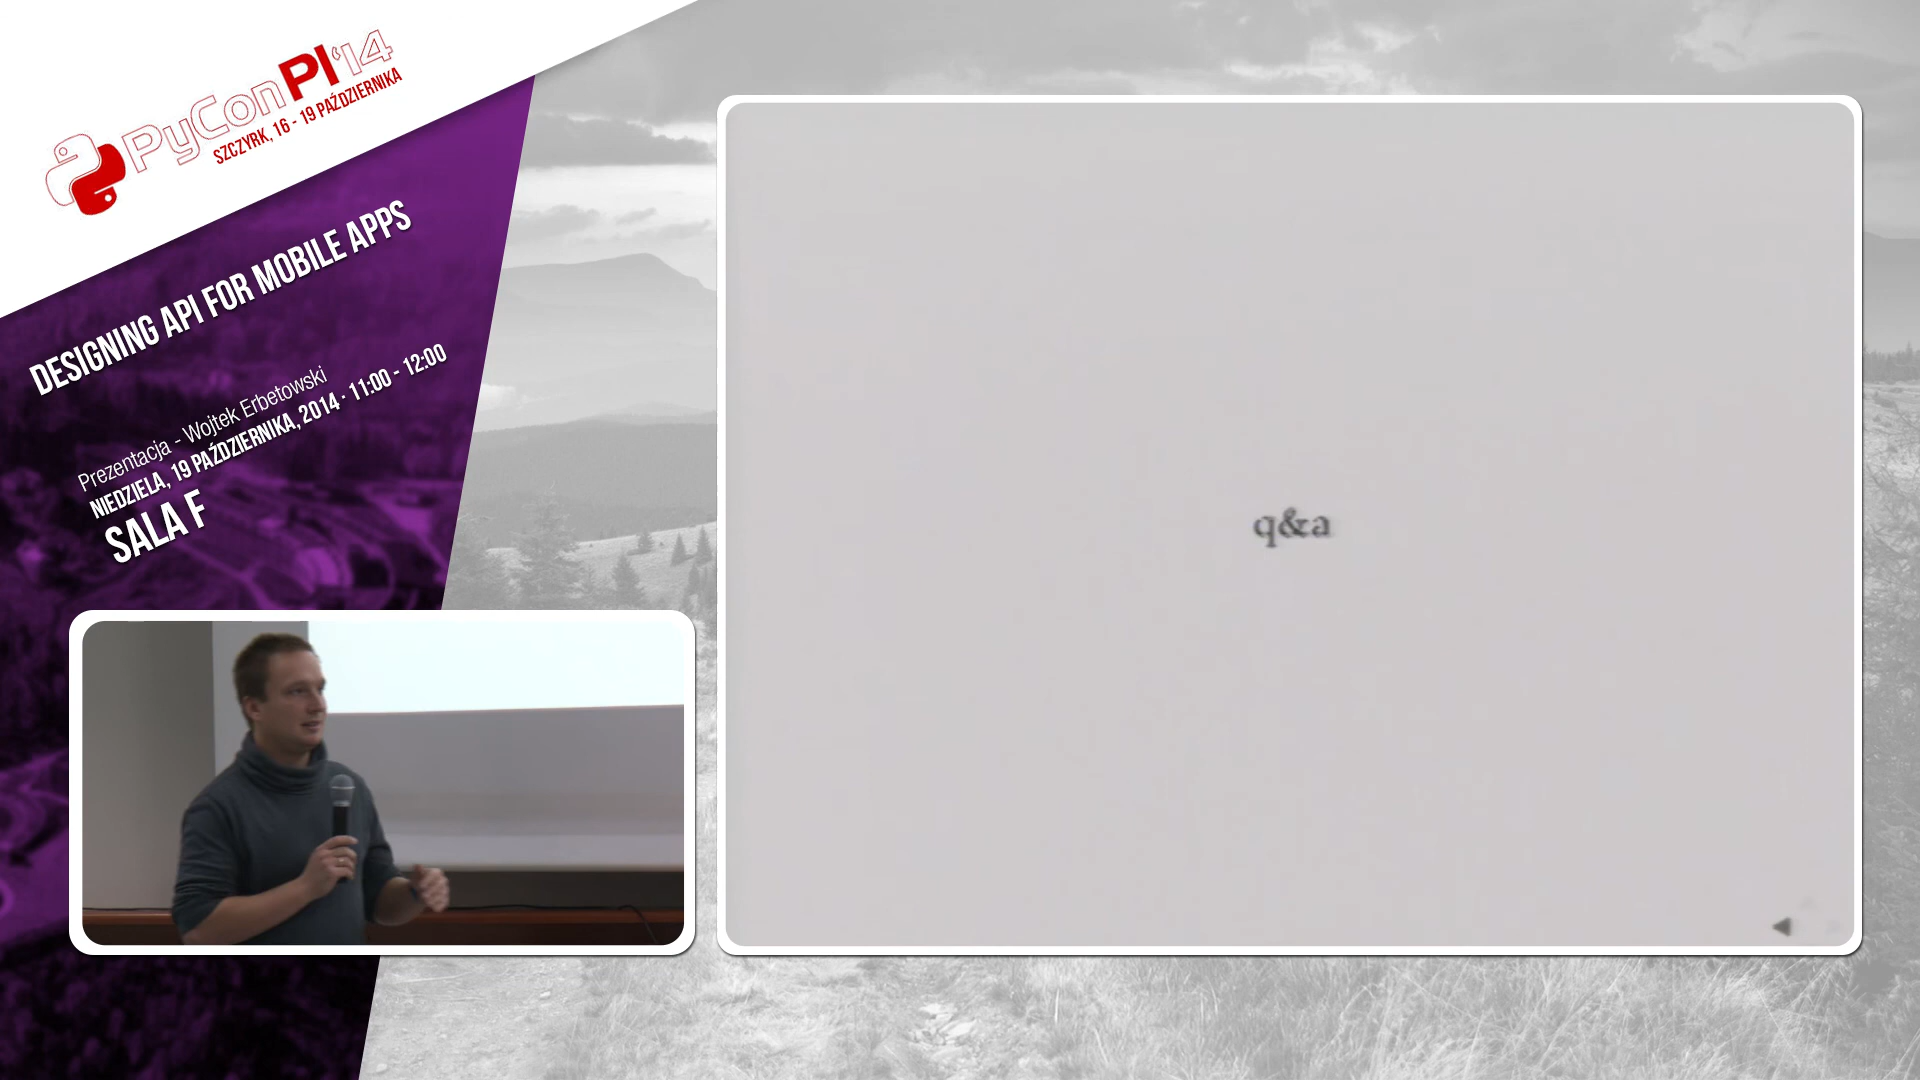 PyConPl'14
SZCZYRK, 16 - 19 PAŹDZIERNIKA
DESIGNING API FOR MOBILE APPS
Prezentacja - Wojtek Erbetowski
NIEDZIELA, 19 PAŹDZIERNIKA, 2014 · 11:00 - 12:00
SALA F
q&a